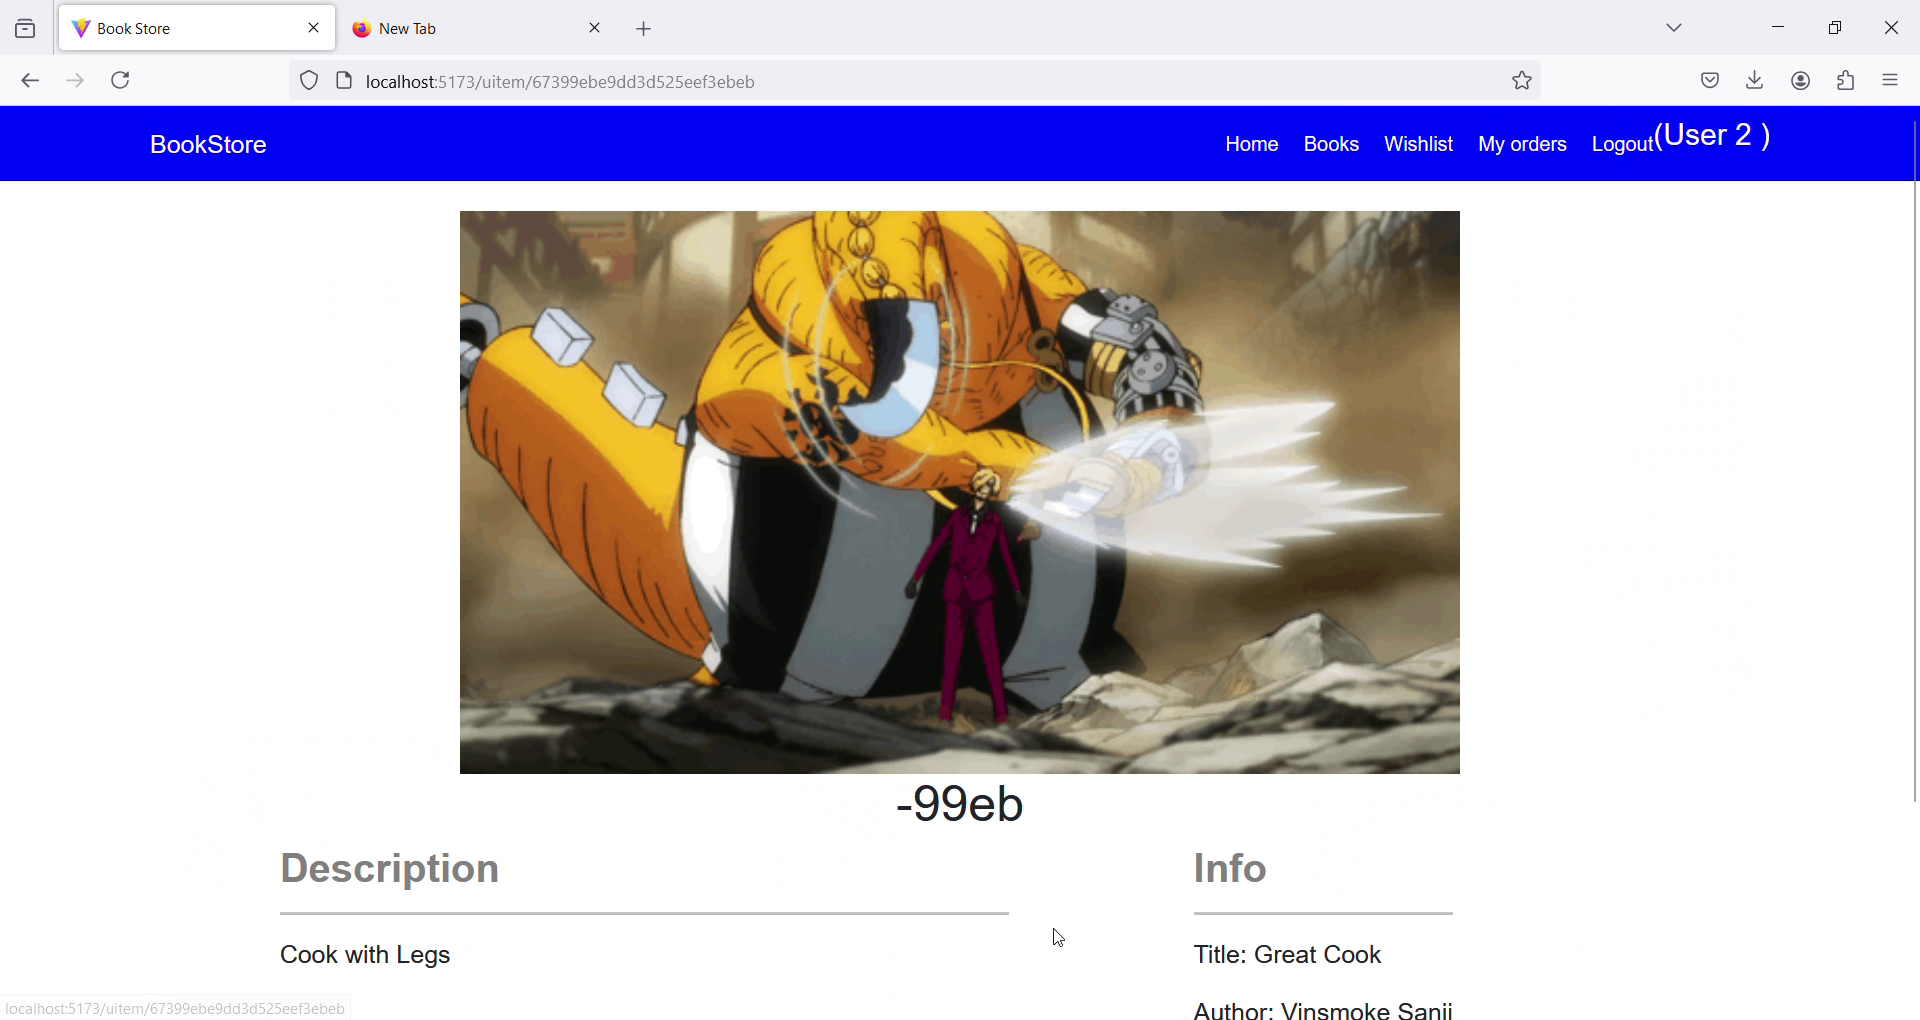 Book Store
New Tab
localhost:5173/uitem/67399ebe9dd3d525eef3ebeb
BookStore
Home
Books
Wishlist
My orders
Logout(User 2 )
-99eb
Description
Info
Cook with Legs
Title: Great Cook
Author: Vinsmoke Sanji
localhost:5173/uitem/67399ebe9dd3d525eef3ebeb